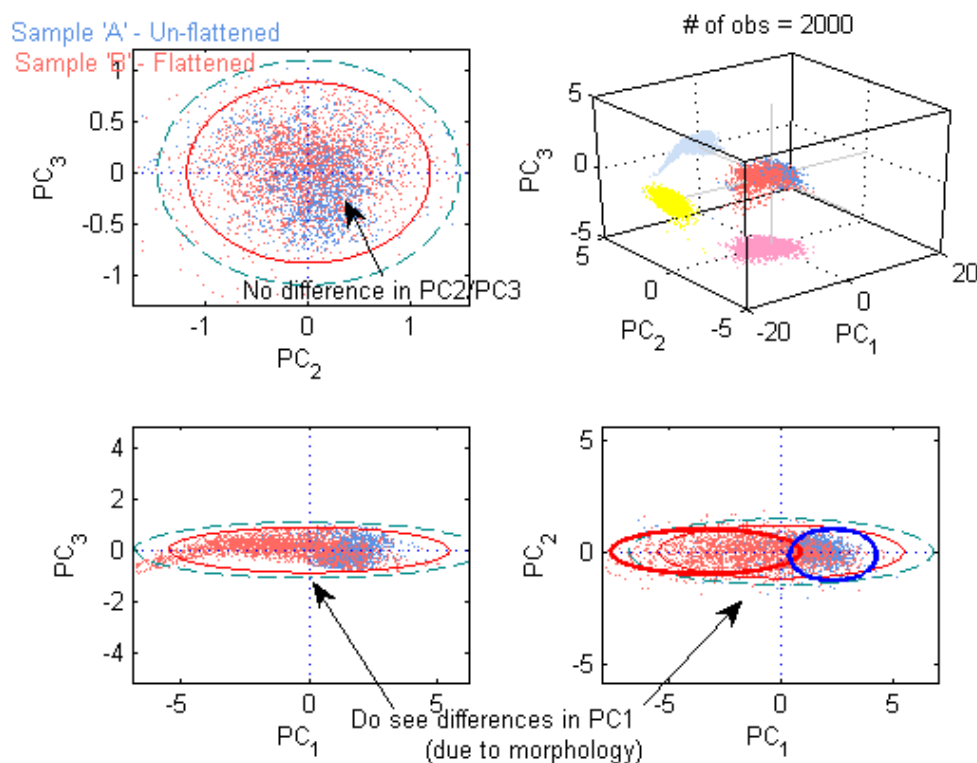 Sample 'A' - Un-flattened
Sample 'B' - Flattened
# of obs = 2000
1
0.5
0
-0.5
-1
PC3
-1
0
1
PC2
No difference in PC2/PC3
5
0
-5
PC3
5
0
-5
PC2
-20
0
20
PC1
4
2
0
-2
-4
PC3
-5
0
5
PC1
5
0
-5
PC2
-5
0
5
PC1
Do see differences in PC1
(due to morphology)